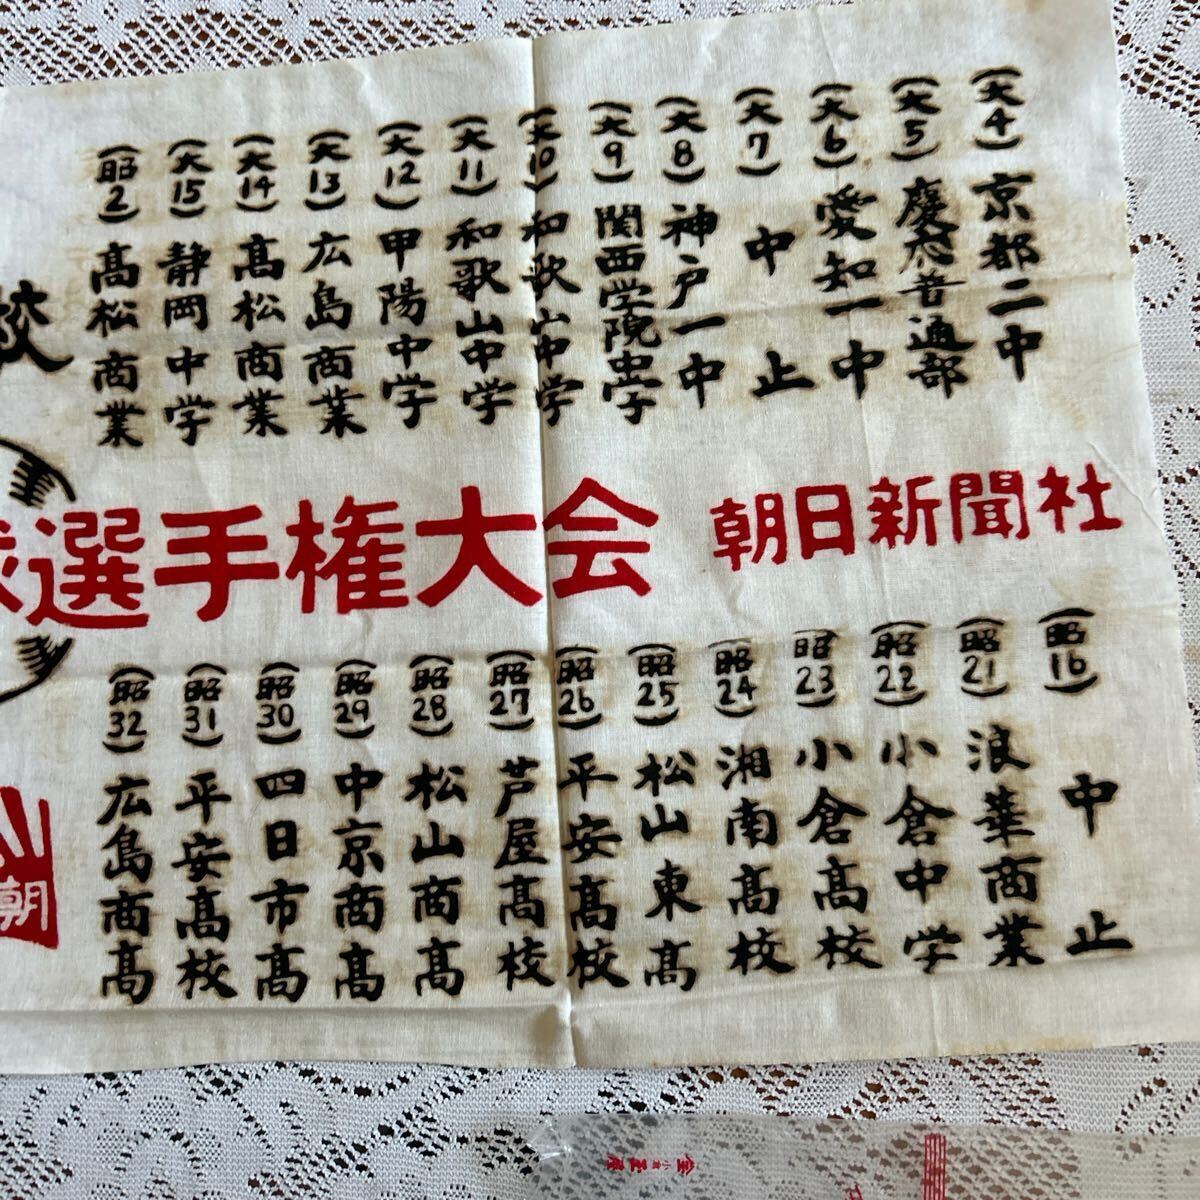 (大4)京都二中
(大5)慶応普通部
(大6)愛知一中
(大7)中止
(大8)神戸一中
(大9)関西学院中学
(大10)和歌山中学
(大11)和歌山中学
(大12)甲陽中学
(大13)広島商業
(大14)高松商業
(大15)静岡中学
(昭2)高松商業
校
球選手権大会 朝日新聞社
(昭16)中止
(昭21)浪華商業
(昭22)小倉中学
(昭23)小倉高校
(昭24)湘南高校
(昭25)松山東高
(昭26)平安高校
(昭27)芦屋高校
(昭28)松山商高
(昭29)中京商高
(昭30)四日市高
(昭31)平安高校
(昭32)広島商高
朝